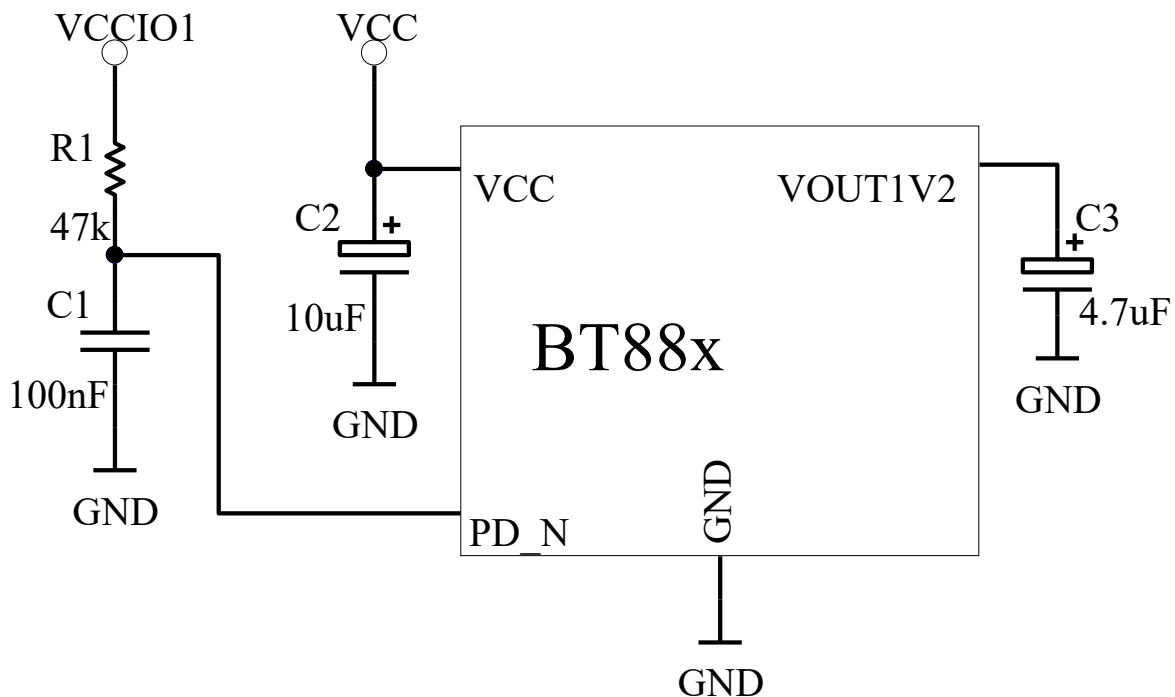 VCCIO1
VCC
R1
47k
C1
100nF
GND
C2
+
10uF
GND
VCC
VOUT1V2
BT88x
PD_N
GND
GND
C3
+
4.7uF
GND